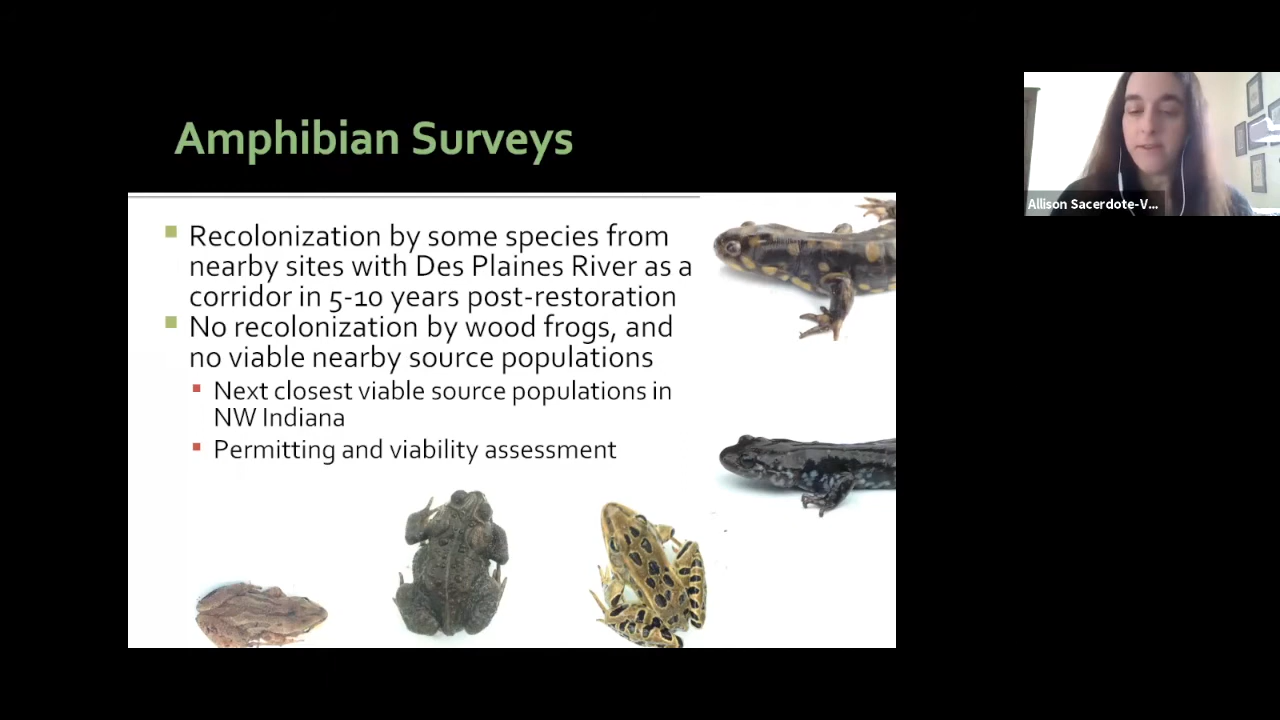 Amphibian Surveys
Recolonization by some species from
nearby sites with Des Plaines River as a
corridor in 5-10 years post-restoration
No recolonization by wood frogs, and
no viable nearby source populations
Next closest viable source populations in
NW Indiana
Permitting and viability assessment
Allison Sacerdote-V...